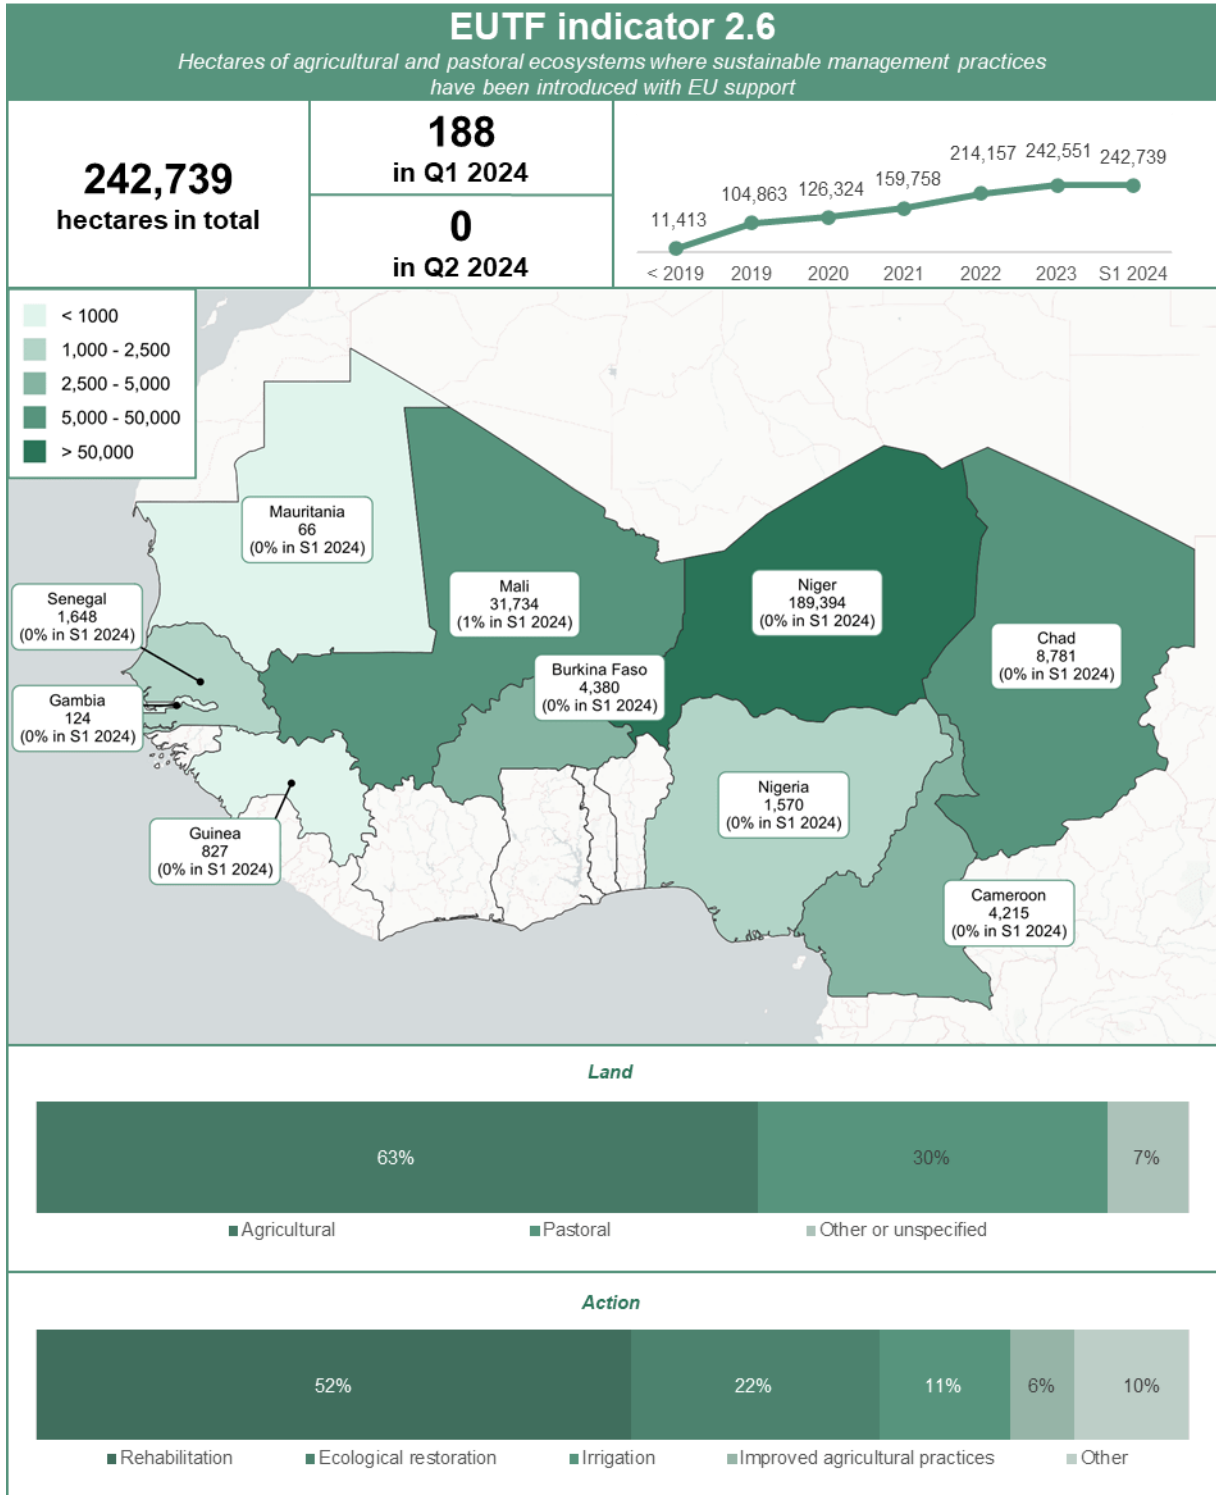 EUTF indicator 2.6
Hectares of agricultural and pastoral ecosystems where sustainable management practices
have been introduced with EU support
242,739
hectares in total
188
in Q1 2024
0
in Q2 2024
11,413
104,863
126,324
159,758
214,157
242,551
242,739
< 2019
2019
2020
2021
2022
2023
S1 2024
< 1000
1,000 - 2,500
2,500 - 5,000
5,000 - 50,000
> 50,000
Mauritania
66
(0% in S1 2024)
Senegal
1,648
(0% in S1 2024)
Gambia
124
(0% in S1 2024)
Guinea
827
(0% in S1 2024)
Mali
31,734
(1% in S1 2024)
Burkina Faso
4,380
(0% in S1 2024)
Niger
189,394
(0% in S1 2024)
Chad
8,781
(0% in S1 2024)
Nigeria
1,570
(0% in S1 2024)
Cameroon
4,215
(0% in S1 2024)
Land
63%
30%
7%
Agricultural
Pastoral
Other or unspecified
Action
52%
22%
11%
6%
10%
Rehabilitation
Ecological restoration
Irrigation
Improved agricultural practices
Other